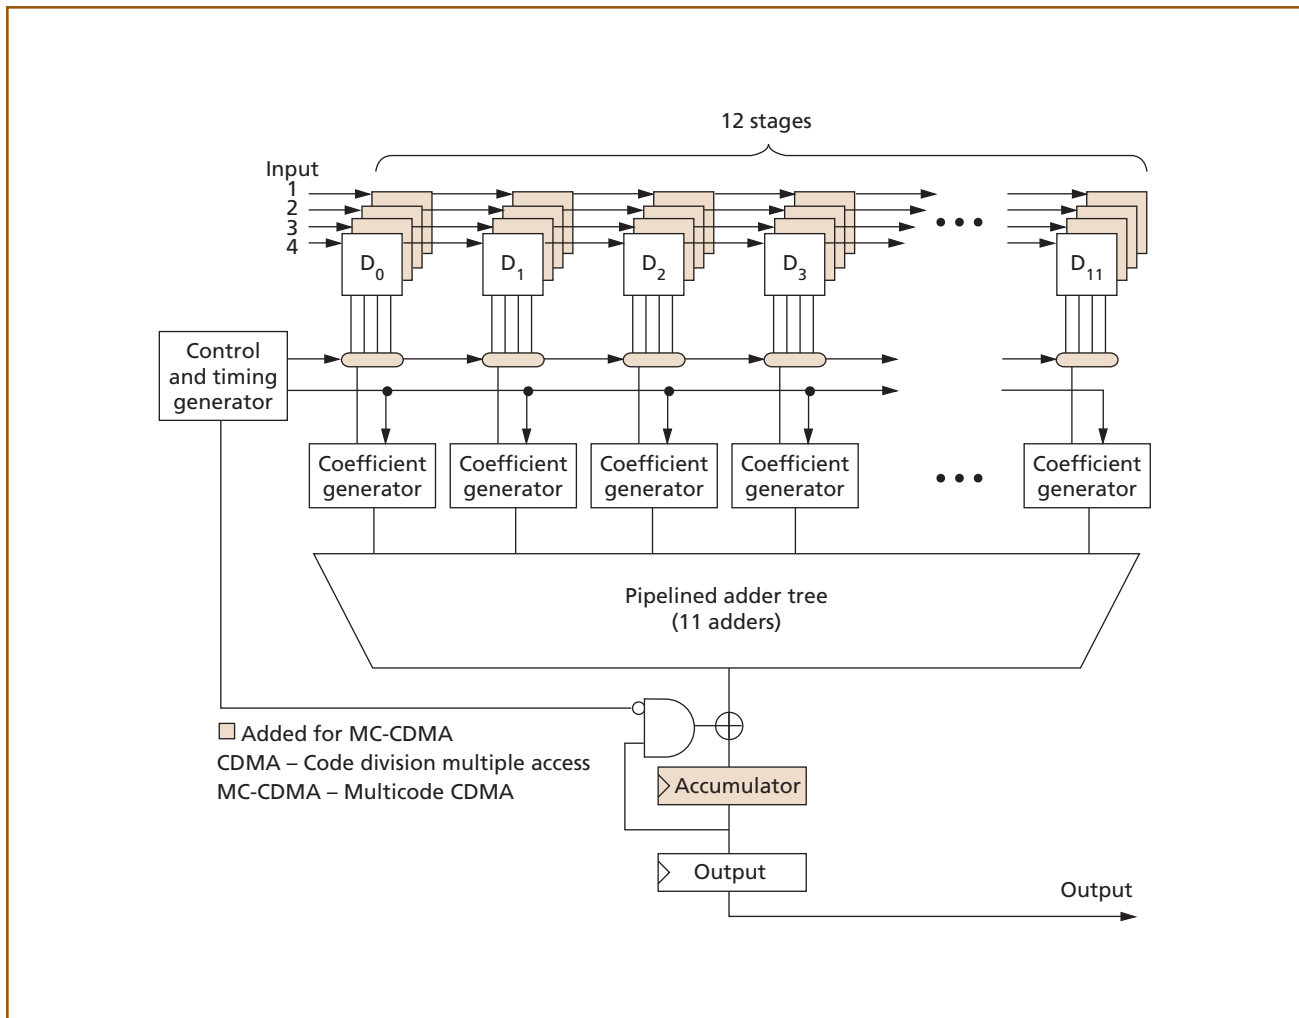 12 stages
Input
1
2
3
4
D0
D1
D2
D3
D11
Control
and timing
generator
Coefficient
generator
Coefficient
generator
Coefficient
generator
Coefficient
generator
Coefficient
generator
Pipelined adder tree
(11 adders)
Added for MC-CDMA
CDMA – Code division multiple access
MC-CDMA – Multicode CDMA
Accumulator
Output
Output